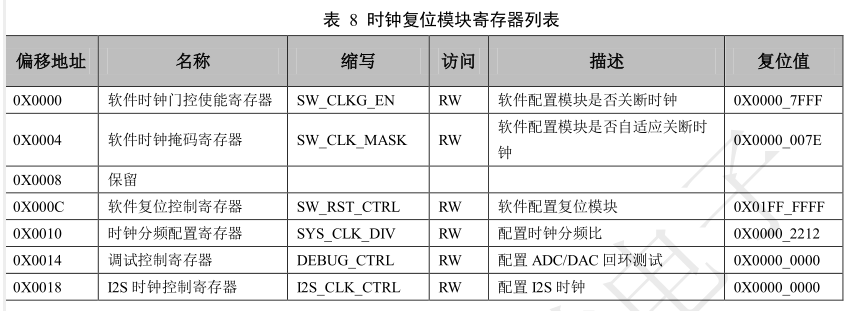 表 8 时钟复位模块寄存器列表
偏移地址 名称 缩写 访问 描述 复位值
0X0000 软件时钟门控使能寄存器 SW_CLKG_EN RW 软件配置模块是否关断时钟 0X0000_7FFF
0X0004 软件时钟掩码寄存器 SW_CLK_MASK RW 软件配置模块是否自适应关断时钟 0X0000_007E
0X0008 保留
0X000C 软件复位控制寄存器 SW_RST_CTRL RW 软件配置复位模块 0X01FF_FFFF
0X0010 时钟分频配置寄存器 SYS_CLK_DIV RW 配置时钟分频比 0X0000_2212
0X0014 调试控制寄存器 DEBUG_CTRL RW 配置 ADC/DAC 回环测试 0X0000_0000
0X0018 I2S 时钟控制寄存器 I2S_CLK_CTRL RW 配置 I2S 时钟 0X0000_0000
电子